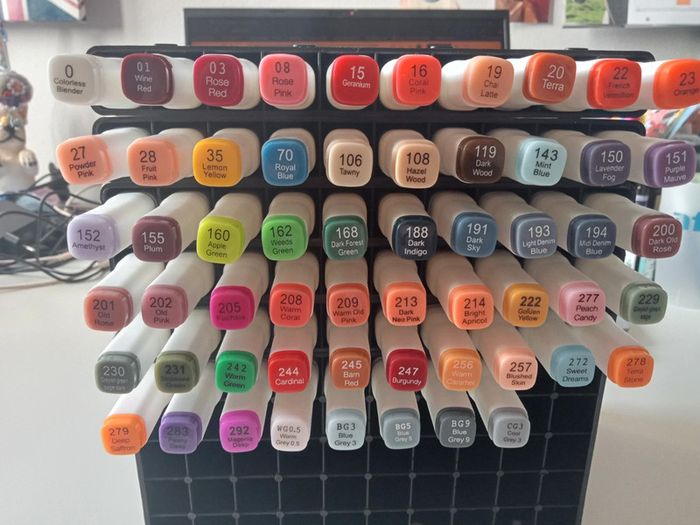 0
Colorless
Blender
01
Wine
Red
03
Rose
Red
08
Rose
Pink
15
Geranium
16
Coral
Pink
19
Chai
Latte
20
Terra
22
French
Vermillion
23
Orange
27
Powder
Pink
28
Fruit
Pink
35
Lemon
Yellow
70
Royal
Blue
106
Tawny
108
Hazel
Wood
119
Dark
Wood
143
Mint
Blue
150
Lavender
Fog
151
Purple
Mauve
152
Amethyst
155
Plum
160
Apple
Green
162
Weeds
Green
168
Dark Forest
Green
188
Dark
Indigo
191
Dark
Sky
193
Light Denim
Blue
194
Mid Denim
Blue
200
Dark Old
Rose
201
Old
Rose
202
Old
Pink
205
Fuchsia
208
Warm
Coral
209
Warm Old
Pink
213
Dark
Neo Pink
214
Bright
Apricot
222
Golden
Yellow
277
Peach
Candy
229
230
231
Green
242
Warm
Green
244
Cardinal
245
Barn
Red
247
Burgundy
256
Warm
Caramel
257
Blushed
Skin
272
Sweet
Dreams
278
Terra
Stone
279
Deep
Saffron
283
Deep
292
Magenta
Deep
WG0.5
Warm
Grey 0.5
BG3
Blue
Grey 3
BG5
Blue
Grey 5
BG9
Blue
Grey 9
CG3
Cool
Grey 3